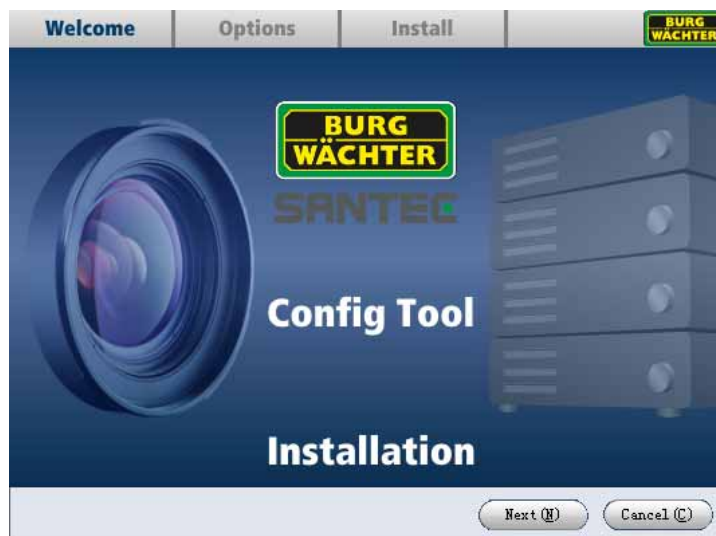 Welcome
Options
Install
BURG
WÄCHTER
BURG
WÄCHTER
SANTEC
Config Tool
Installation
Next (N)
Cancel (C)